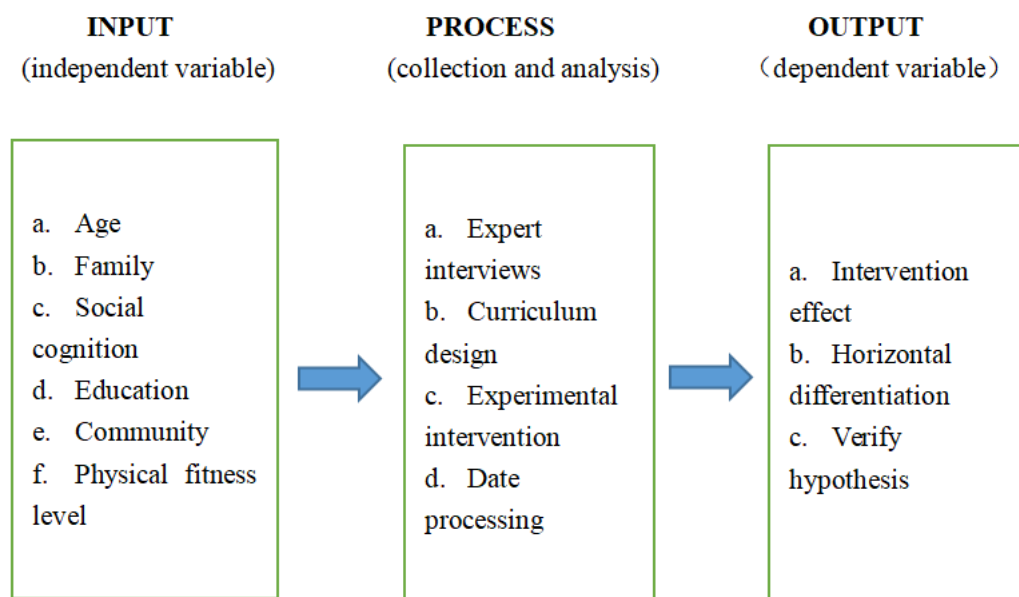 INPUT
(independent variable)
PROCESS
(collection and analysis)
OUTPUT
（dependent variable）
a. Age
b. Family
c. Social
cognition
d. Education
e. Community
f. Physical fitness
level
a. Expert
interviews
b. Curriculum
design
c. Experimental
intervention
d. Date
processing
a. Intervention
effect
b. Horizontal
differentiation
c. Verify
hypothesis